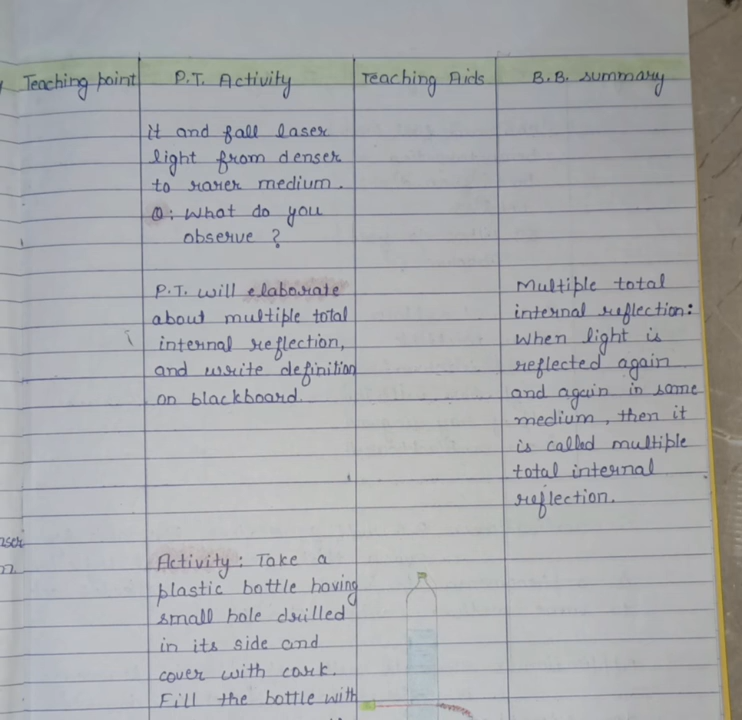 Teaching point P.T. Activity Teaching Aids B.B. summary
it and fall laser
light from denser
to rarer medium.
Q: What do you
observe ?
P.T. will elaborate
about multiple total
internal reflection,
and write definition
on blackboard.
Multiple total
internal reflection:
When light is
reflected again
and again in same
medium, then it
is called multiple
total internal
reflection.
Activity: Take a
plastic bottle having
small hole drilled
in its side and
cover with cork.
Fill the bottle with